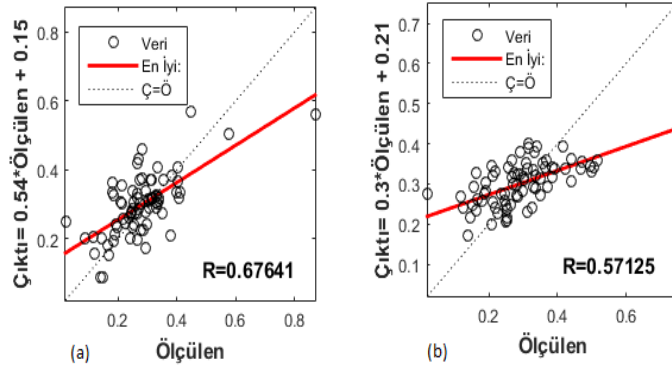 Çıktı= 0.54*Ölçülen + 0.15
0.8
0.6
0.4
0.2
Veri
En İyi:
Ç=Ö
R=0.67641
0.2 0.4 0.6 0.8
(a)
Ölçülen
Çıktı= 0.3*Ölçülen + 0.21
0.7
0.6
0.5
0.4
0.3
0.2
0.1
Veri
En İyi:
Ç=Ö
R=0.57125
0.2 0.4 0.6
(b)
Ölçülen